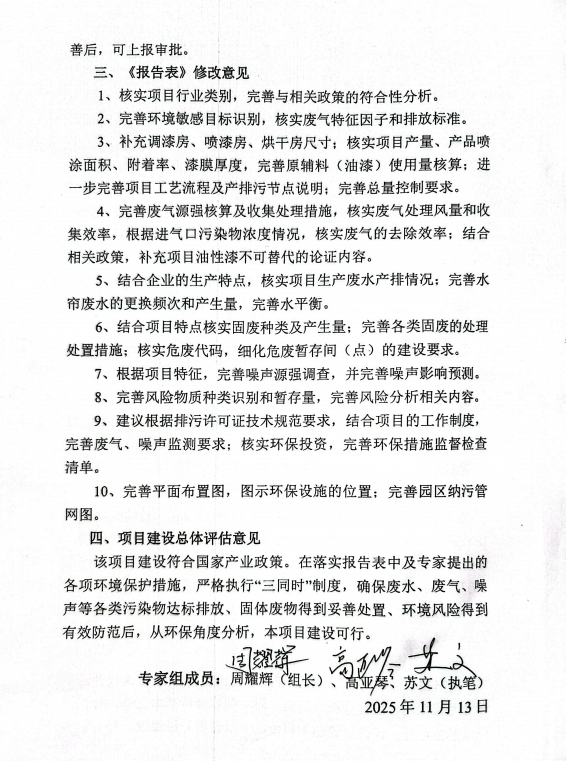 善后，可上报审批。
三、《报告表》修改意见
1、核实项目行业类别，完善与相关政策的符合性分析。
2、完善环境敏感目标识别，核实废气特征因子和排放标准。
3、补充调漆房、喷漆房、烘干房尺寸；核实项目产量、产品喷
涂面积、附着率、漆膜厚度，完善原辅料（油漆）使用量核算；进
一步完善项目工艺流程及产排污节点说明；完善总量控制要求。
4、完善废气源强核算及收集处理措施，核实废气处理风量和收
集效率，根据进气口污染物浓度情况，核实废气的去除效率；结合
相关政策，补充项目油性漆不可替代的论证内容。
5、结合企业的生产特点，核实项目生产废水产排情况；完善水
帘废水的更换频次和产生量，完善水平衡。
6、结合项目特点核实固废种类及产生量；完善各类固废的处理
处置措施；核实危废代码，细化危废暂存间（点）的建设要求。
7、根据项目特征，完善噪声源强调查，并完善噪声影响预测。
8、完善风险物质种类识别和暂存量，完善风险分析相关内容。
9、建议根据排污许可证技术规范要求，结合项目的工作制度，
完善废气、噪声监测要求；核实环保投资，完善环保措施监督检查
清单。
10、完善平面布置图，图示环保设施的位置；完善园区纳污管
网图。
四、项目建设总体评估意见
该项目建设符合国家产业政策。在落实报告表中及专家提出的
各项环境保护措施，严格执行“三同时”制度，确保废水、废气、噪
声等各类污染物达标排放、固体废物得到妥善处置、环境风险得到
有效防范后，从环保角度分析，本项目建设可行。
周耀辉 高亚琴 苏文
专家组成员：周耀辉（组长）、高亚琴、苏文（执笔）
2025年11月13日